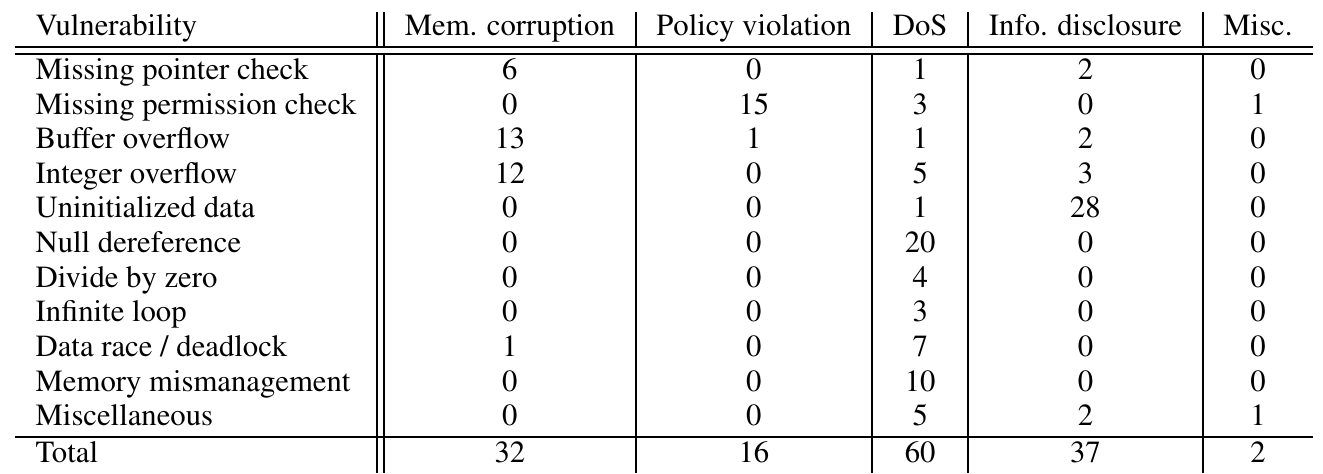 Vulnerability Mem. corruption Policy violation DoS Info. disclosure Misc.
Missing pointer check 6 0 1 2 0
Missing permission check 0 15 3 0 1
Buffer overflow 13 1 1 2 0
Integer overflow 12 0 5 3 0
Uninitialized data 0 0 1 28 0
Null dereference 0 0 20 0 0
Divide by zero 0 0 4 0 0
Infinite loop 0 0 3 0 0
Data race / deadlock 1 0 7 0 0
Memory mismanagement 0 0 10 0 0
Miscellaneous 0 0 5 2 1
Total 32 16 60 37 2